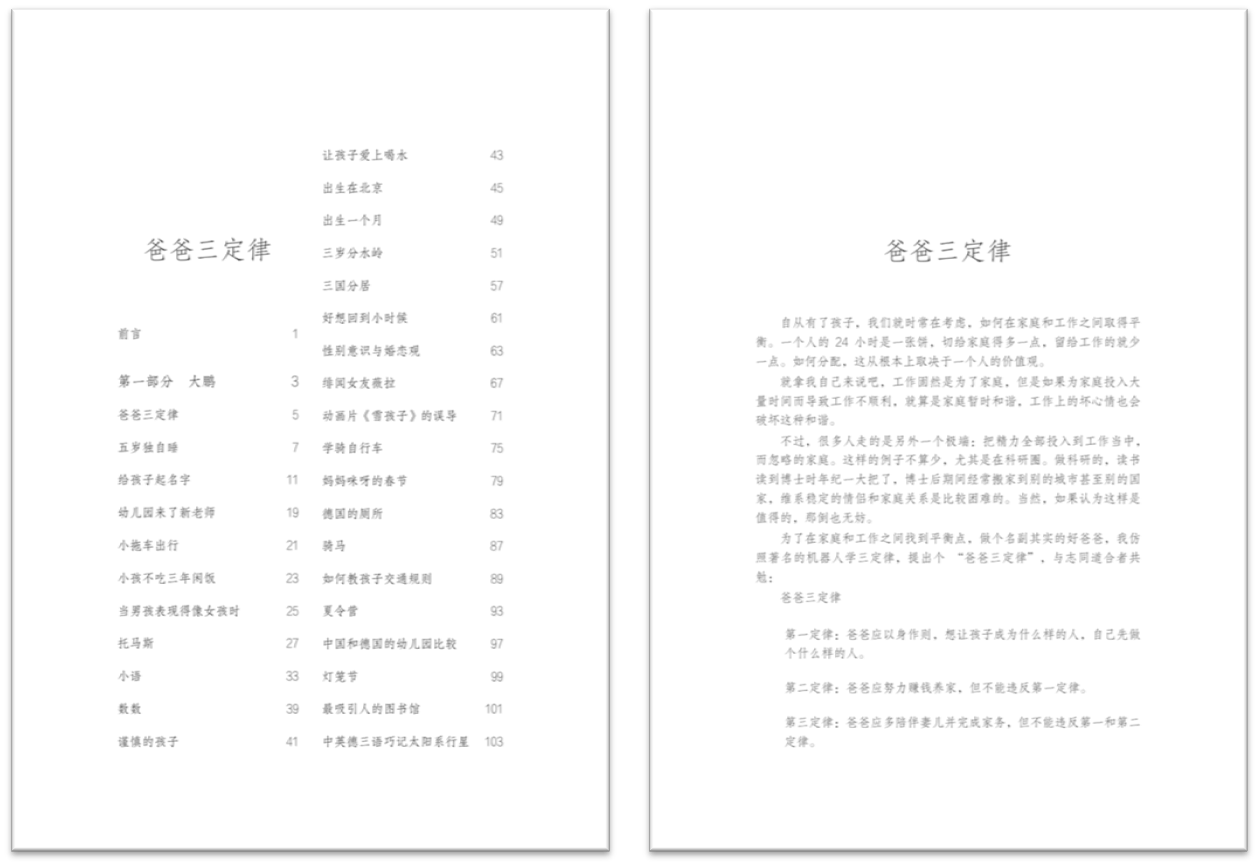 爸爸三定律
前言 1
第一部分 大鹏 3
爸爸三定律 5
五岁独自睡 7
给孩子起名字 11
幼儿园来了新老师 19
小拖车出行 21
小孩不吃三年闲饭 23
当男孩表现得像女孩时 25
托马斯 27
小语 33
数数 39
谨慎的孩子 41
让孩子爱上喝水 43
出生在北京 45
出生一个月 49
三岁分水岭 51
三国分居 57
好想回到小时候 61
性别意识与婚恋观 63
绯闻女友薇拉 67
动画片《雪孩子》的误导 71
学骑自行车 75
妈妈咪呀的春节 79
德国的厕所 83
骑马 87
如何教孩子交通规则 89
夏令营 93
中国和德国的幼儿园比较 97
灯笼节 99
最吸引人的图书馆 101
中英德三语巧记太阳系行星 103
爸爸三定律
自从有了孩子，我们就时常在考虑，如何在家庭和工作之间取得平
衡。一个人的 24 小时是一张饼，切给家庭得多一点，留给工作的就少
一点。如何分配，这从根本上取决于一个人的价值观。
就拿我自己来说吧，工作固然是为了家庭，但是如果为家庭投入大
量时间而导致工作不顺利，就算是家庭暂时和谐，工作上的坏心情也会
破坏这种和谐。
不过，很多人走的是另外一个极端：把精力全部投入到工作当中，
而忽略的家庭。这样的例子不算少，尤其是在科研圈。做科研的，读书
读到博士时年纪一大把了，博士后期间经常搬家到别的城市甚至别的国
家，维系稳定的情侣和家庭关系是比较困难的。当然，如果认为这样是
值得的，那倒也无妨。
为了在家庭和工作之间找到平衡点，做个名副其实的好爸爸，我仿
照著名的机器人学三定律，提出个 “爸爸三定律”，与志同道合者共
勉：
爸爸三定律
第一定律：爸爸应以身作则，想让孩子成为什么样的人，自己先做
个什么样的人。
第二定律：爸爸应努力赚钱养家，但不能违反第一定律。
第三定律：爸爸应多陪伴妻儿并完成家务，但不能违反第一和第二
定律。